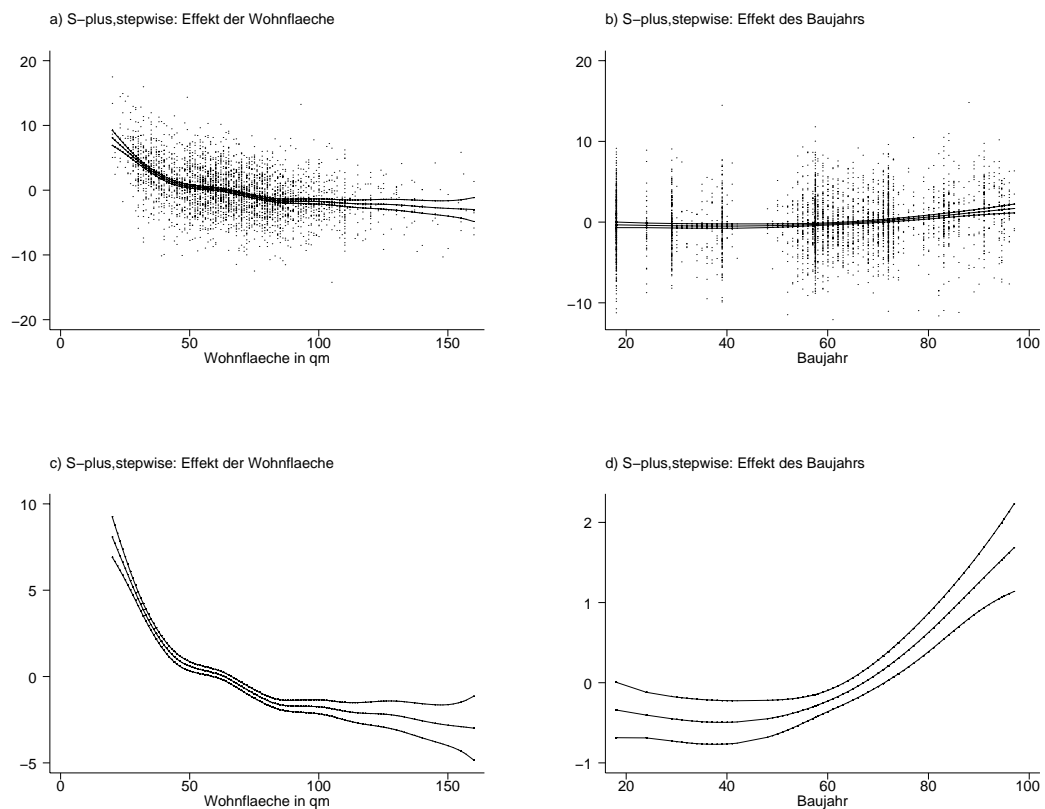 a) S−plus,stepwise: Effekt der Wohnflaeche
20
10
0
−10
−20
0 50 100 150
Wohnflaeche in qm
b) S−plus,stepwise: Effekt des Baujahrs
20
10
0
−10
20 40 60 80 100
Baujahr
c) S−plus,stepwise: Effekt der Wohnflaeche
10
5
0
−5
0 50 100 150
Wohnflaeche in qm
d) S−plus,stepwise: Effekt des Baujahrs
2
1
0
−1
20 40 60 80 100
Baujahr